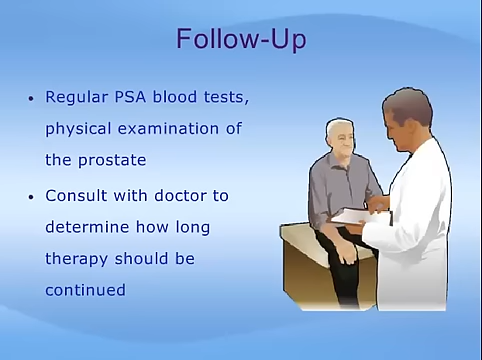 Follow-Up
• Regular PSA blood tests,
physical examination of
the prostate
• Consult with doctor to
determine how long
therapy should be
continued